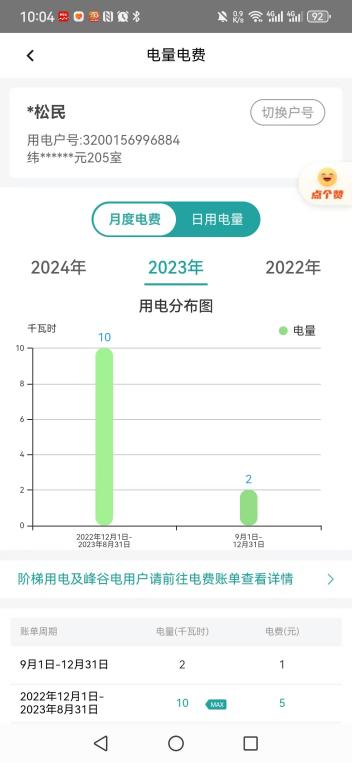 10:04
0.9
K/s
4G
4G
92
电量电费
*松民
切换户号
用电户号:3200156996884
纬******元205室
点个赞
月度电费
日用电量
2024年
2023年
2022年
用电分布图
千瓦时
电量
10
8
6
4
2
0
10
2
2022年12月1日-
2023年8月31日
9月1日-
12月31日
阶梯用电及峰谷电用户请前往电费账单查看详情
账单周期
电量(千瓦时)
电费(元)
9月1日-12月31日
2
1
2022年12月1日-
2023年8月31日
10
MAX
5